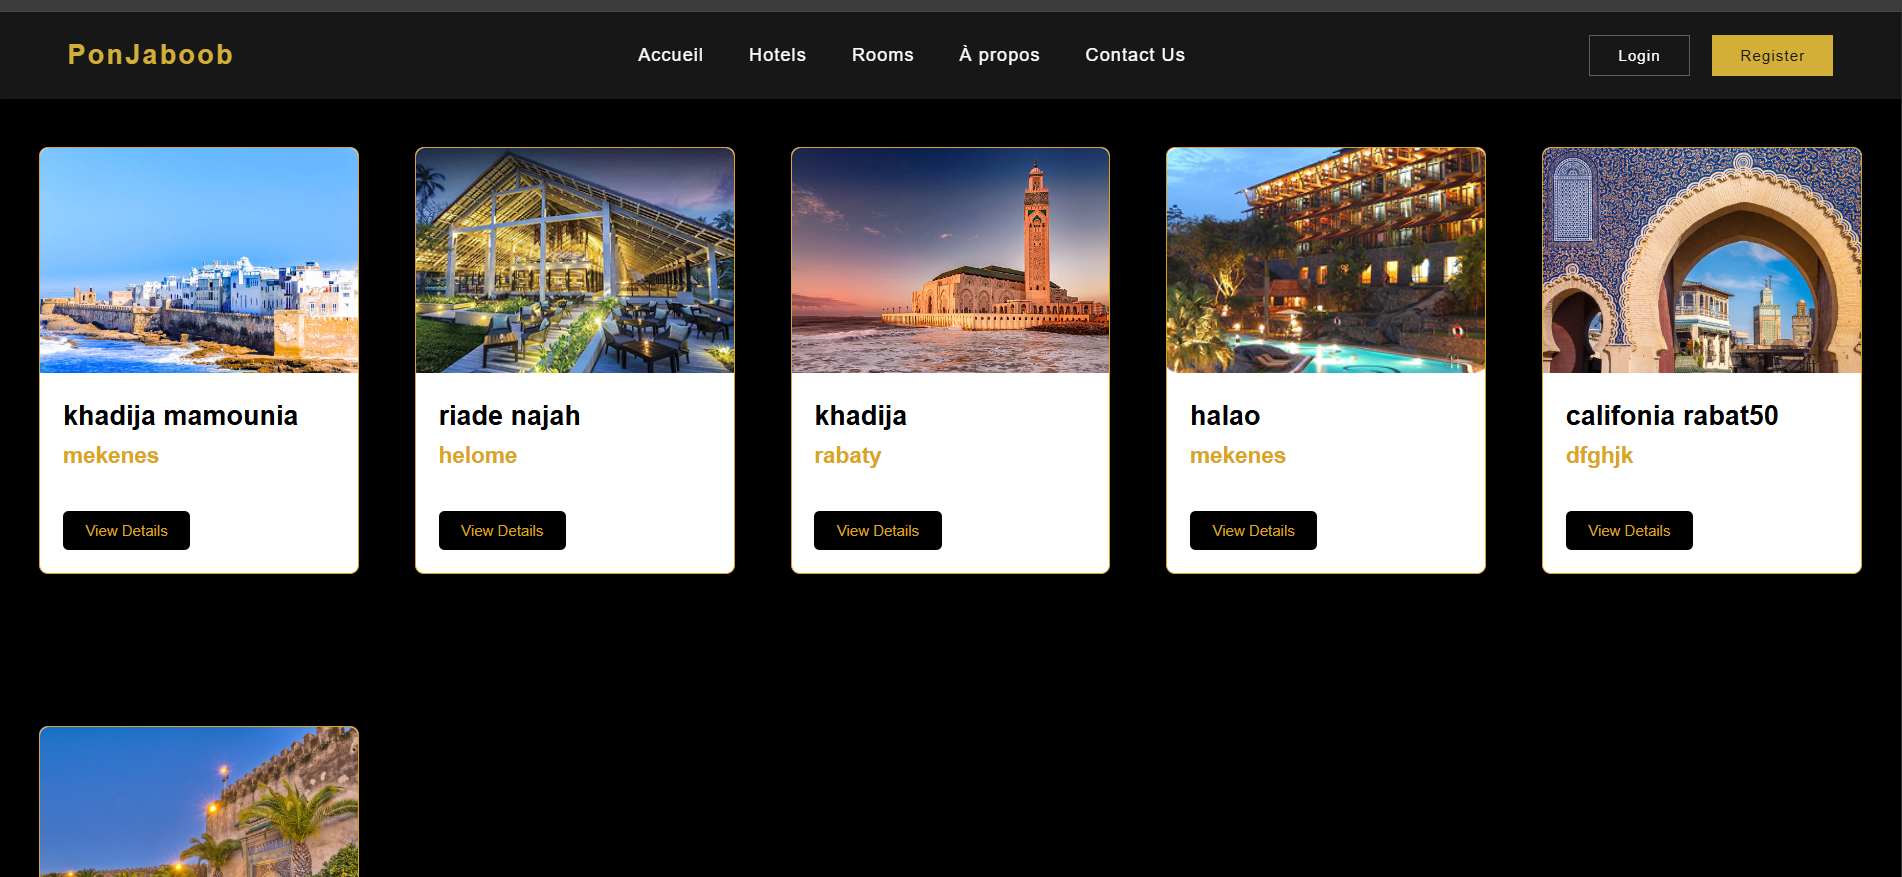 PonJaboob
Accueil Hotels Rooms À propos Contact Us
Login Register
khadija mamounia
mekenes
View Details
riade najah
helome
View Details
khadija
rabaty
View Details
halao
mekenes
View Details
califonia rabat50
dfghjk
View Details